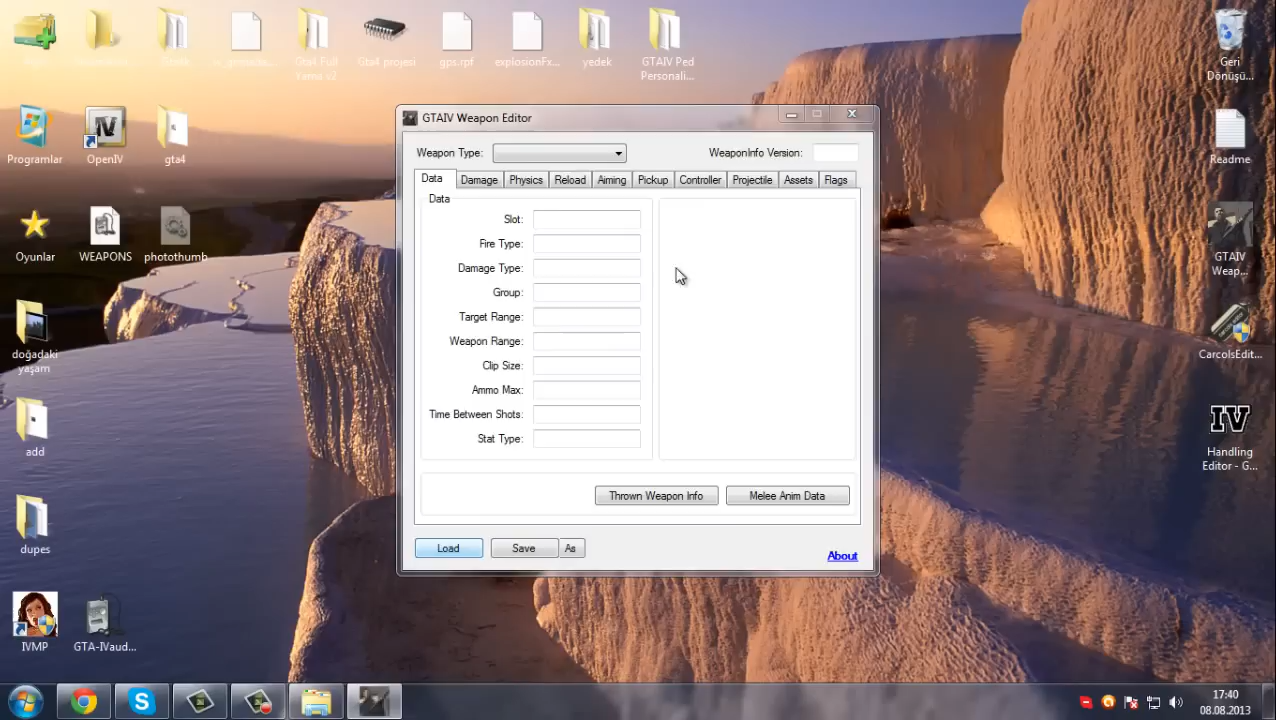 Gta4 Full
Yama v2
Gta4 projesi
gps.rpf
explosionFx...
yedek
GTAIV Ped
Personali...
Geri
Dönüşü...
Programlar
OpenIV
gta4
Readme
Oyunlar
WEAPONS
photothumb
GTAIV
Weap...
doğadaki
yaşam
CarcolsEdit...
add
Handling
Editor - G...
dupes
IVMP
GTA-IVaud...
GTAIV Weapon Editor
Weapon Type:
WeaponInfo Version:
Data Damage Physics Reload Aiming Pickup Controller Projectile Assets Flags
Data
Slot:
Fire Type:
Damage Type:
Group:
Target Range:
Weapon Range:
Clip Size:
Ammo Max:
Time Between Shots:
Stat Type:
Thrown Weapon Info Melee Anim Data
Load Save As
About
17:40
08.08.2013